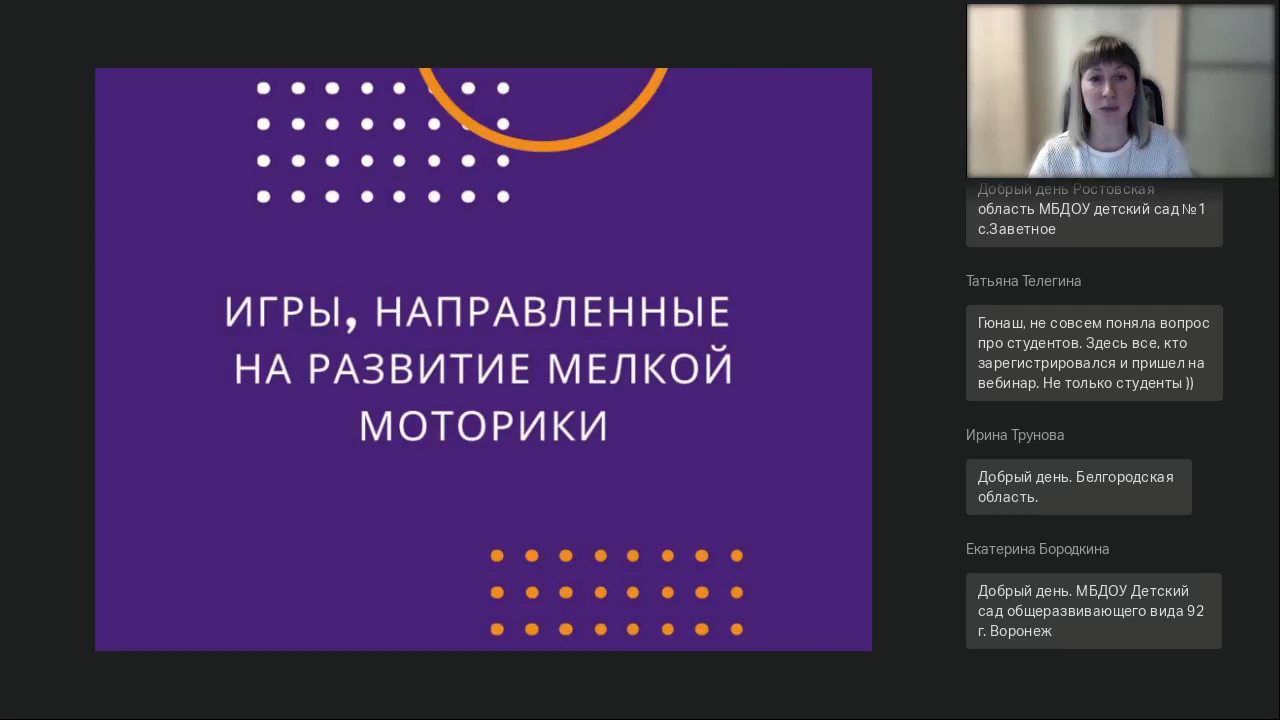 ИГРЫ, НАПРАВЛЕННЫЕ
НА РАЗВИТИЕ МЕЛКОЙ
МОТОРИКИ
Добрый день Ростовская
область МБДОУ детский сад №1
с.Заветное
Татьяна Телегина
Гюнаш, не совсем поняла вопрос
про студентов. Здесь все, кто
зарегистрировался и пришел на
вебинар. Не только студенты ))
Ирина Трунова
Добрый день. Белгородская
область.
Екатерина Бородкина
Добрый день. МБДОУ Детский
сад общеразвивающего вида 92
г. Воронеж